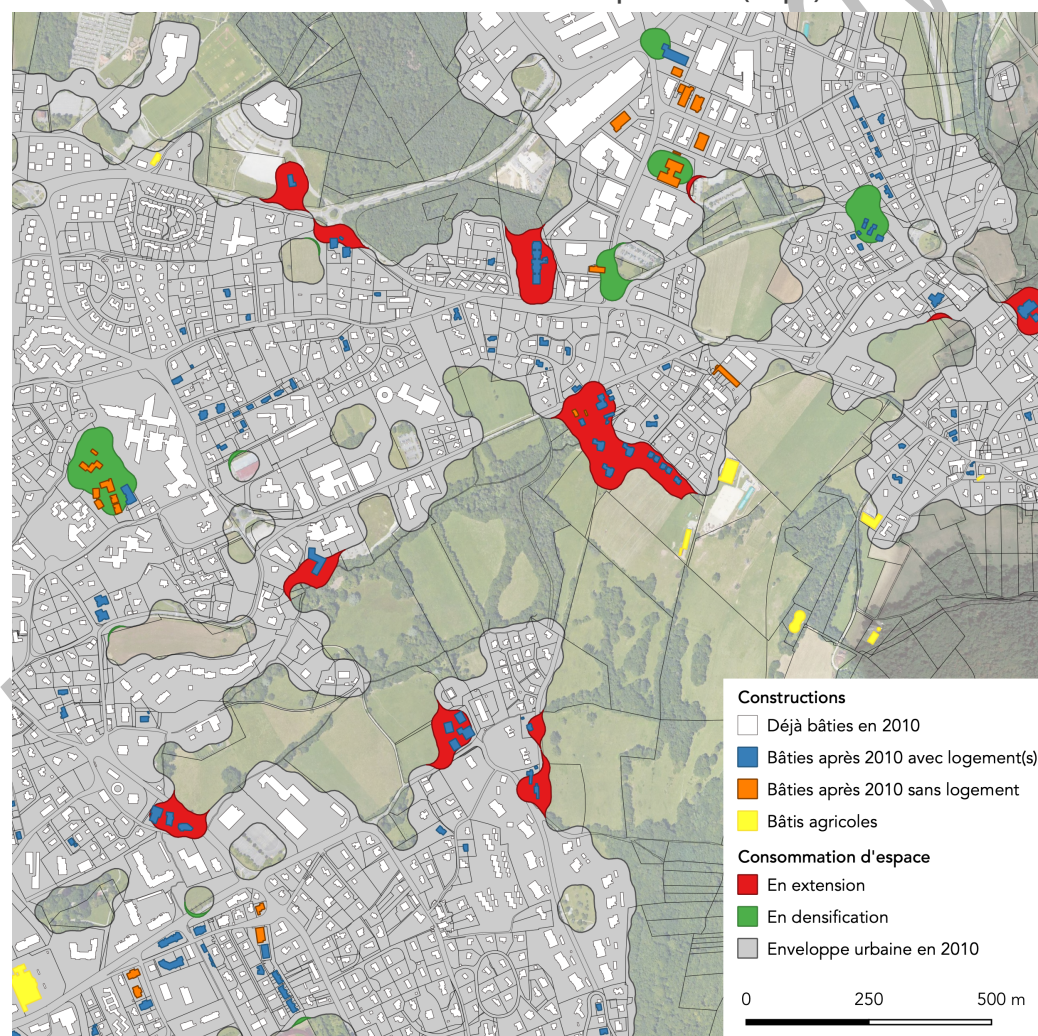 Constructions
Déjà bâties en 2010
Bâties après 2010 avec logement(s)
Bâties après 2010 sans logement
Bâtis agricoles
Consommation d'espace
En extension
En densification
Enveloppe urbaine en 2010
0 250 500 m